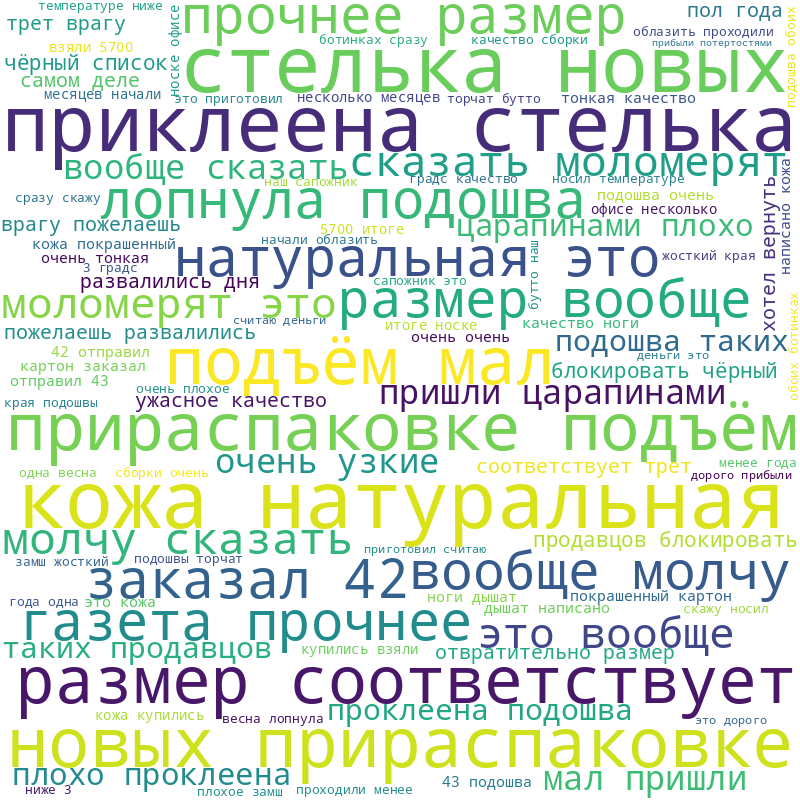 температуре ниже
прочнее размер
пол года
трет врагу
носке офисе
облазить проходили
подошва обоих
ботинках сразу
качество сборки
прибыли потертостями
взяли 5700
стелька новых
чёрный список
самом деле
месяцев начали
это приготовил
несколько месяцев
торчат бутто
тонкая качество
приклеена стелька
вообще сказать
сказать моломерят
написано кожа
наш сапожник
градс качество
носил температуре
хотел вернуть
лопнула подошва
сразу скажу
подошва очень
офисе несколько
врагу пожелаешь
5700 итоге
царапинами плохо
кожа покрашенный
начали облазить
бутто наш
натуральная это
очень тонкая
жосткий края
3 градс
развалились дня
сапожник это
размер вообще
моломерят это
ботинках обоих
считаю деньги
итоге носке
качество ноги
пожелаешь развалились
очень очень
подошва таких
42 отправил
подъём мал
деньги это
картон заказал
блокировать чёрный
отправил 43
очень плохое
пришли царапинами
края подошвы
ужасное качество
прираспаковке подъём
очень узкие
соответствует трет
менее года
одна весна
сборки очень
дорого прибыли
кожа натуральная
молчу сказать
продавцов блокировать
приготовил считаю
замш жосткий
подошвы торчат
заказал 42
вообще молчу
года одна
это кожа
ноги дышат
покрашенный картон
дышат написано
скажу носил
газета прочнее
это вообще
таких продавцов
купились взяли
отвратительно размер
размер соответствует
кожа купились
весна лопнула
проклеена подошва
это дорого
новых прираспаковке
плохо проклеена
43 подошва
мал пришли
ниже 3
плохое замш
проходили менее